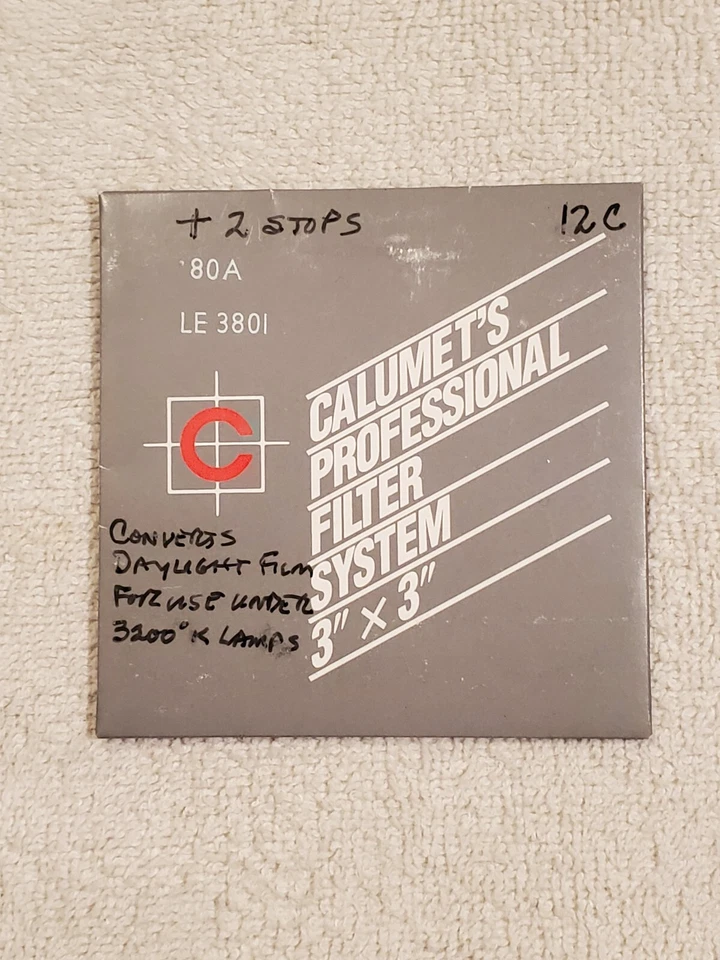 + 2 STOPS
12C
80A
LE 3801
C
CALUMET'S
PROFESSIONAL
FILTER
SYSTEM
3" × 3"
CONVERTS
DAYLIGHT FILM
FOR USE UNDER
3200° K LAMPS